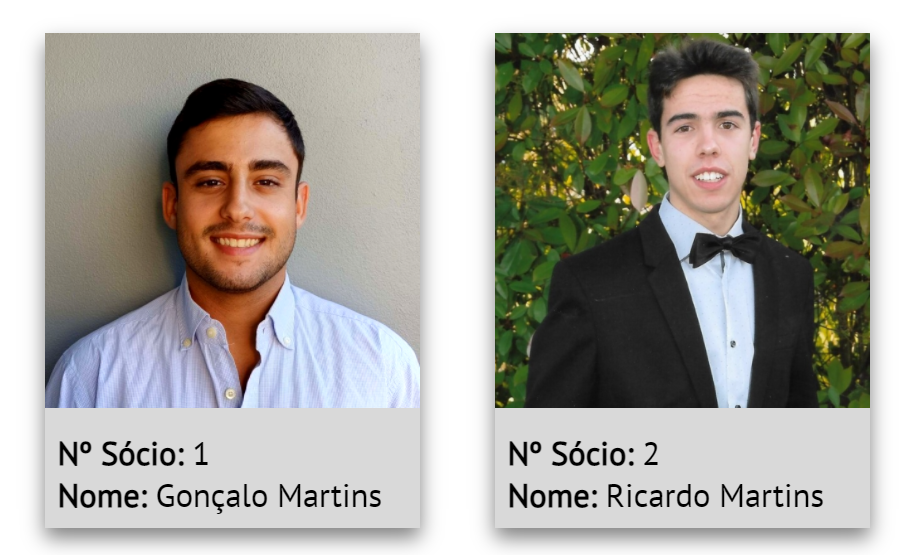 Nº Sócio: 1
Nome: Gonçalo Martins
Nº Sócio: 2
Nome: Ricardo Martins